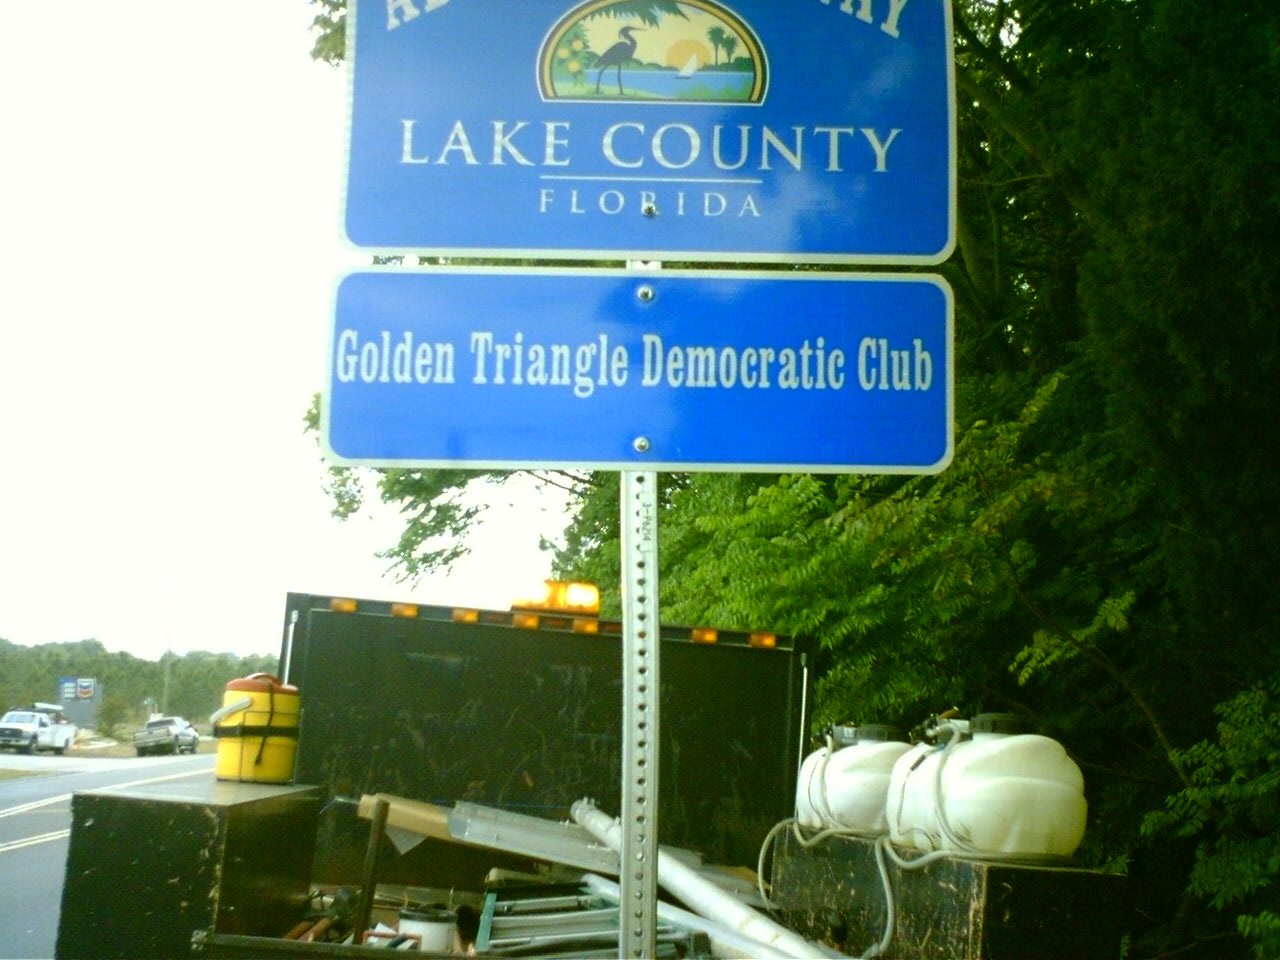 LAKE COUNTY
FLORIDA
Golden Triangle Democratic Club